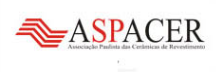 ASPACER
Associação Paulista das Cerâmicas de Revestimento